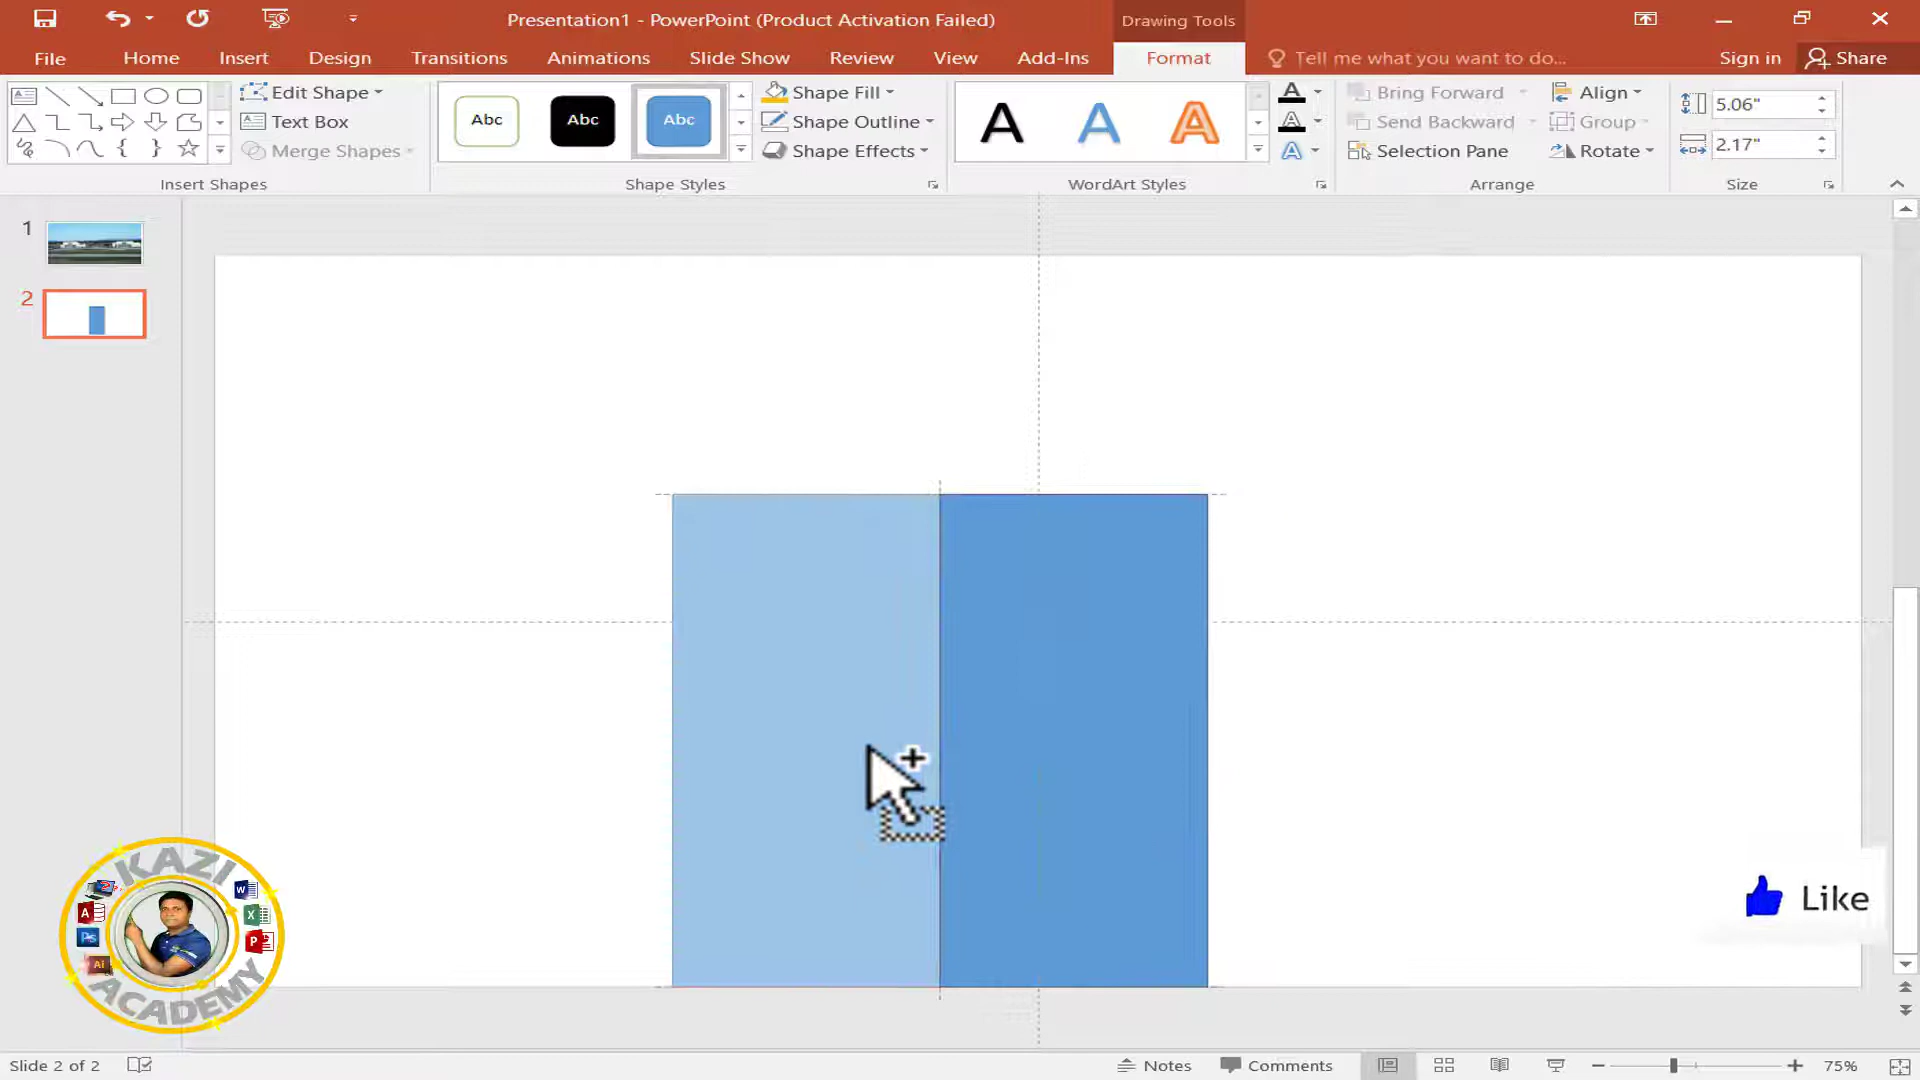 Presentation1 - PowerPoint (Product Activation Failed)
Drawing Tools
File Home Insert Design Transitions Animations Slide Show Review View Add-Ins Format Tell me what you want to do... Sign in Share
Edit Shape
Text Box
Merge Shapes
Insert Shapes
Abc Abc Abc
Shape Fill
Shape Outline
Shape Effects
Shape Styles
A A A
WordArt Styles
Bring Forward
Send Backward
Selection Pane
Align
Group
Rotate
Arrange
5.06"
2.17"
Size
1
2
KAZI
ACADEMY
Like
Slide 2 of 2
Notes Comments 75%